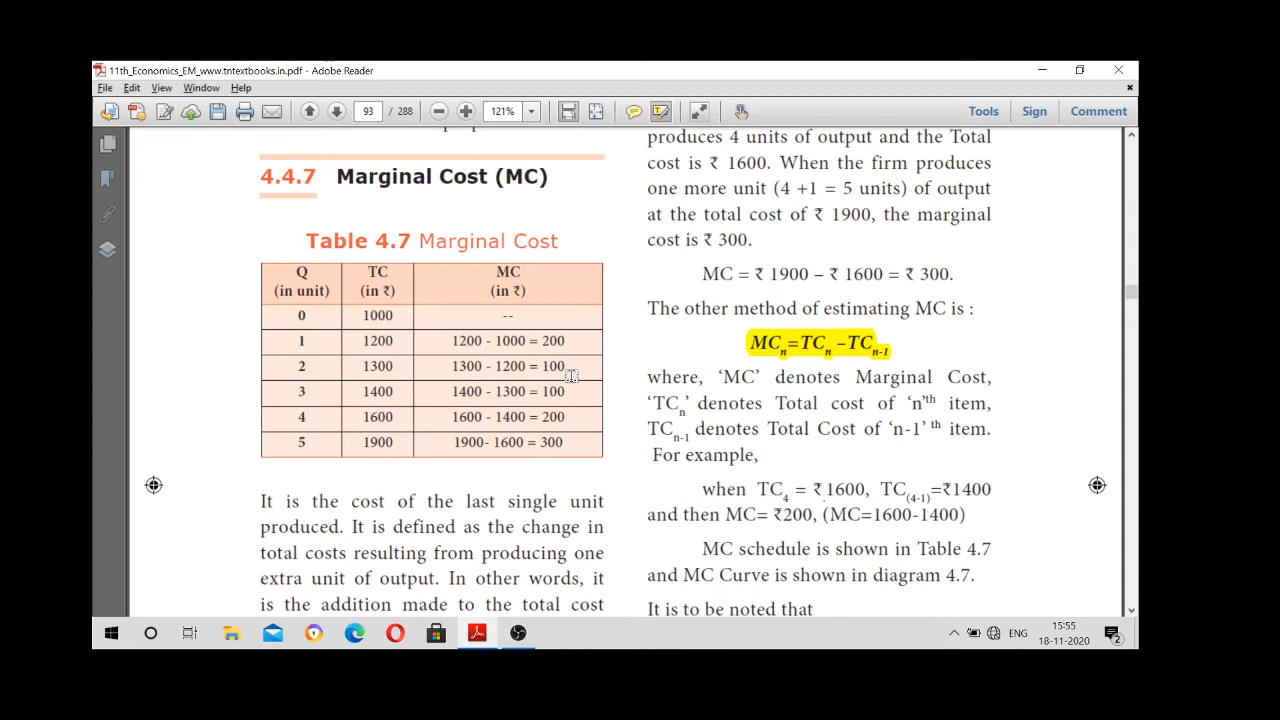 11th_Economics_EM_www.tntextbooks.in.pdf - Adobe Reader
File Edit View Window Help
93 / 288 121% Tools Sign Comment
4.4.7 Marginal Cost (MC)
Table 4.7 Marginal Cost
Q (in unit) TC (in ₹) MC (in ₹)
0 1000 --
1 1200 1200 - 1000 = 200
2 1300 1300 - 1200 = 100
3 1400 1400 - 1300 = 100
4 1600 1600 - 1400 = 200
5 1900 1900- 1600 = 300
It is the cost of the last single unit
produced. It is defined as the change in
total costs resulting from producing one
extra unit of output. In other words, it
is the addition made to the total cost
produces 4 units of output and the Total
cost is ₹ 1600. When the firm produces
one more unit (4 +1 = 5 units) of output
at the total cost of ₹ 1900, the marginal
cost is ₹ 300.
MC = ₹ 1900 – ₹ 1600 = ₹ 300.
The other method of estimating MC is :
MCn=TCn –TCn-1
where, ‘MC’ denotes Marginal Cost,
‘TCn’ denotes Total cost of ‘n’th item,
TCn-1 denotes Total Cost of ‘n-1’ th item.
For example,
when TC4 = ₹ 1600, TC(4-1)=₹1400
and then MC= ₹200, (MC=1600-1400)
MC schedule is shown in Table 4.7
and MC Curve is shown in diagram 4.7.
It is to be noted that
ENG
15:55
18-11-2020
2